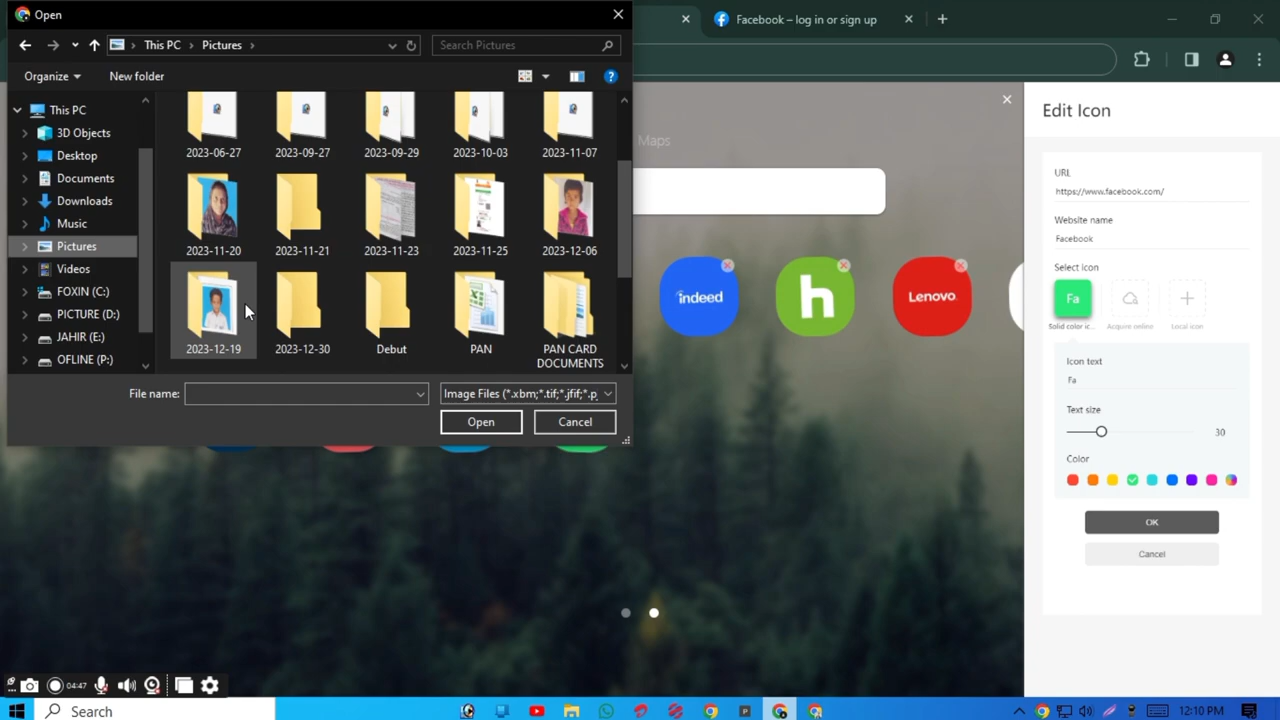 Open
Facebook – log in or sign up
This PC
Pictures
Search Pictures
Organize
New folder
This PC
3D Objects
Desktop
Documents
Downloads
Music
Pictures
Videos
FOXIN (C:)
PICTURE (D:)
JAHIR (E:)
OFLINE (P:)
2023-06-27
2023-09-27
2023-09-29
2023-10-03
2023-11-07
2023-11-20
2023-11-21
2023-11-23
2023-11-25
2023-12-06
2023-12-19
2023-12-30
Debut
PAN
PAN CARD
DOCUMENTS
File name:
Image Files (*.xbm;*.tif;*.jfif;*.p
Open
Cancel
Maps
indeed
h
Lenovo
Edit Icon
URL
https://www.facebook.com/
Website name
Facebook
Select icon
Fa
Solid color ic...
Acquire online
Local icon
Icon text
Fa
Text size
30
Color
OK
Cancel
04:47
Search
12:10 PM